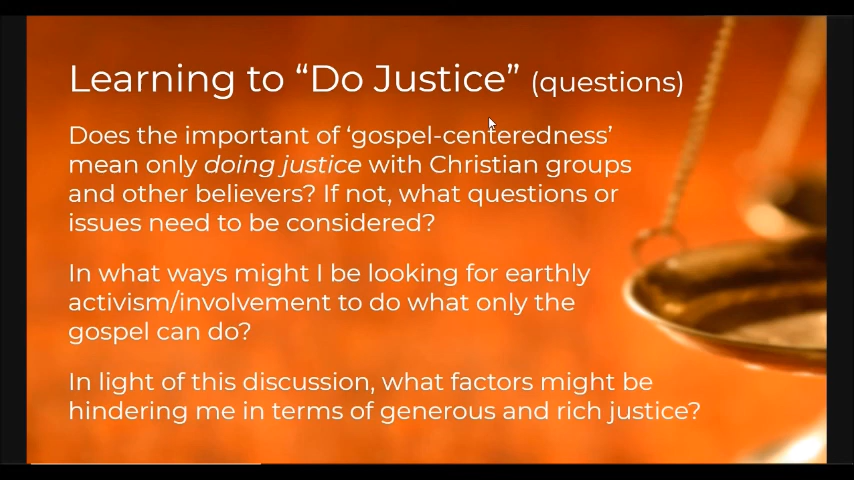 Learning to “Do Justice” (questions)
Does the important of ‘gospel-centeredness’
mean only doing justice with Christian groups
and other believers? If not, what questions or
issues need to be considered?
In what ways might I be looking for earthly
activism/involvement to do what only the
gospel can do?
In light of this discussion, what factors might be
hindering me in terms of generous and rich justice?